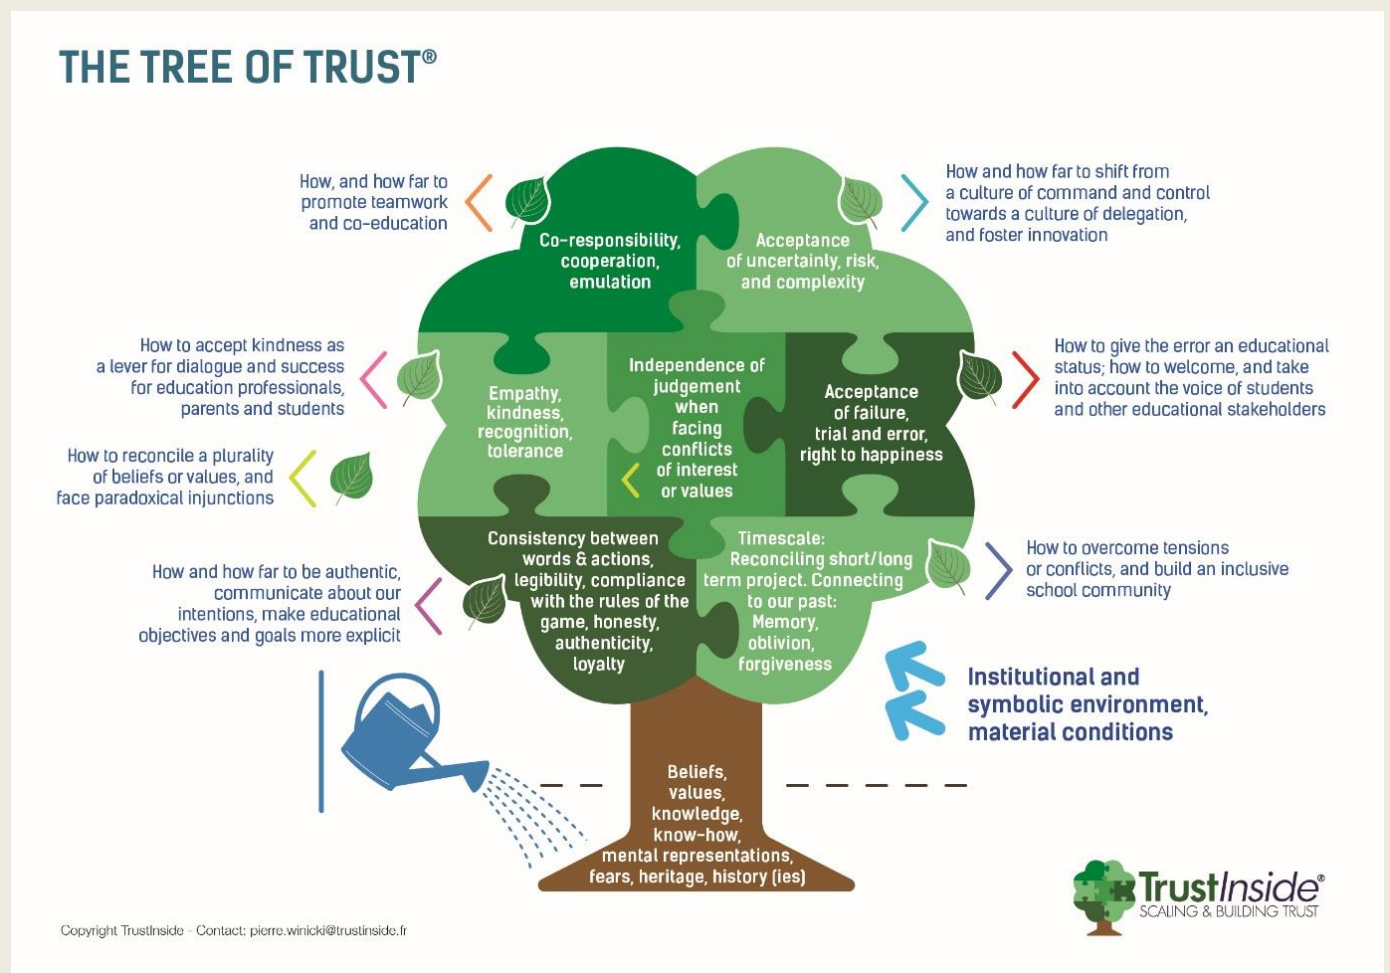 THE TREE OF TRUST®
How, and how far to
promote teamwork
and co-education
Co-responsibility,
cooperation,
emulation
Acceptance
of uncertainly, risk,
and complexity
How and how far to shift from
a culture of command and control
towards a culture of delegation,
and foster innovation
How to accept kindness as
a lever for dialogue and success
for education professionals,
parents and students
Empathy,
kindness,
recognition,
tolerance
Independence of
judgement
when
facing
conflicts
of interest
or values
Acceptance
of failure,
trial and error,
right to happiness
How to give the error an educational
status; how to welcome, and take
into account the voice of students
and other educational stakeholders
How to reconcile a plurality
of beliefs or values, and
face paradoxical injunctions
How and how far to be authentic,
communicate about our
intentions, make educational
objectives and goals more explicit
Consistency between
words & actions,
legibility, compliance
with the rules of the
game, honesty,
authenticity,
loyalty
Timescale:
Reconciling short/long
term project. Connecting
to our past:
Memory,
oblivion,
forgiveness
How to overcome tensions
or conflicts, and build an inclusive
school community
Institutional and
symbolic environment,
material conditions
Beliefs,
values,
knowledge,
know-how,
mental representations,
fears, heritage, history (ies)
TrustInside®
SCALING & BUILDING TRUST
Copyright TrustInside - Contact: pierre.winicki@trustinside.fr